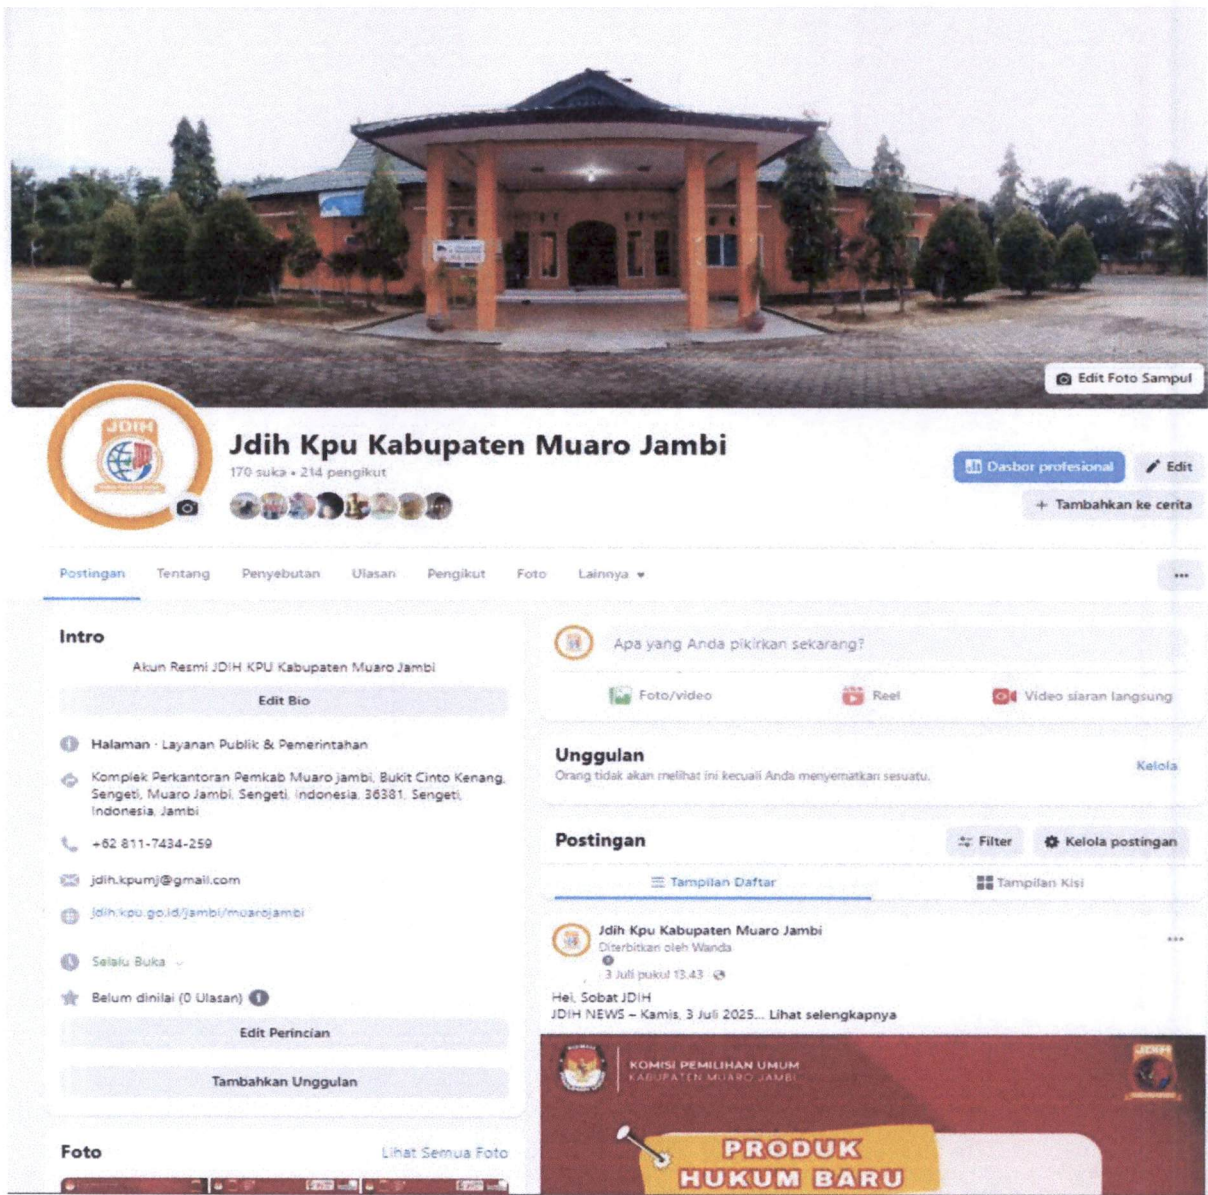 Edit Foto Sampul
JDIH
Jdih Kpu Kabupaten Muaro Jambi
170 suka • 214 pengikut
Dasbor profesional
Edit
+ Tambahkan ke cerita
Postingan
Tentang
Penyebutan
Ulasan
Pengikut
Foto
Lainnya
Intro
Akun Resmi JDIH KPU Kabupaten Muaro Jambi
Edit Bio
Halaman · Layanan Publik & Pemerintahan
Komplek Perkantoran Pemkab Muaro jambi, Bukit Cinto Kenang,
Sengeti, Muaro Jambi, Sengeti, Indonesia, 36381, Sengeti,
Indonesia, Jambi
+62 811-7434-259
jdih.kpumj@gmail.com
jdih.kpu.go.id/jambi/muarojambi
Selalu Buka
Belum dinilai (0 Ulasan)
Edit Perincian
Tambahkan Unggulan
Foto
Lihat Semua Foto
Apa yang Anda pikirkan sekarang?
Foto/video
Reel
Video siaran langsung
Unggulan
Orang tidak akan melihat ini kecuali Anda menyematkan sesuatu.
Kelola
Postingan
Filter
Kelola postingan
Tampilan Daftar
Tampilan Kisi
Jdih Kpu Kabupaten Muaro Jambi
Diterbitkan oleh Wanda
3 Juli pukul 13.43
Hei, Sobat JDIH
JDIH NEWS – Kamis, 3 Juli 2025... Lihat selengkapnya
KOMISI PEMILIHAN UMUM
KABUPATEN MUARO JAMBI
JDIH
PRODUK
HUKUM BARU